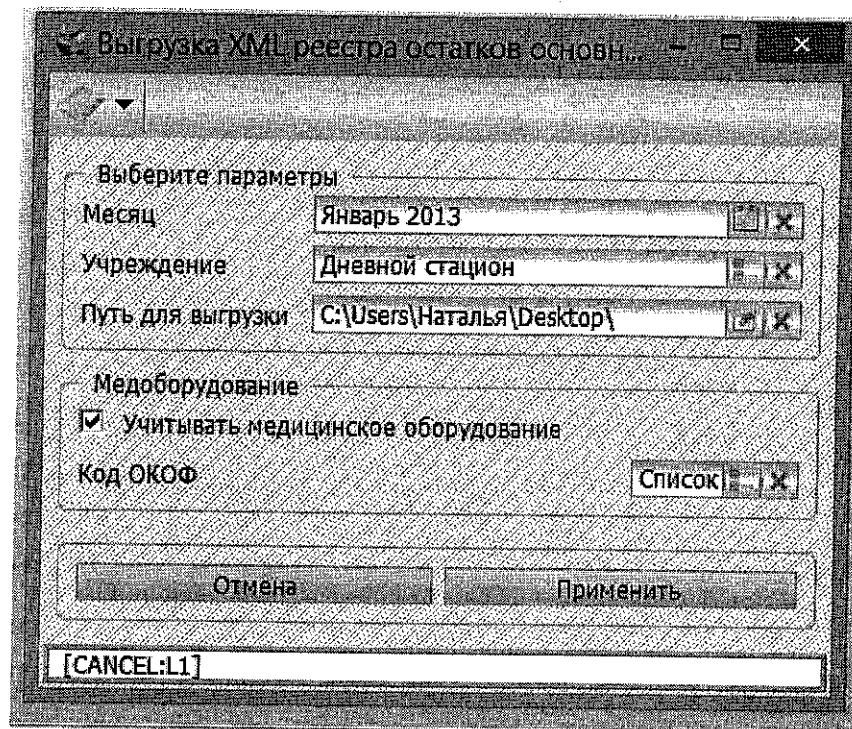 Выгрузка XML реестра остатков основн...
Выберите параметры
Месяц Январь 2013
Учреждение Дневной стацион
Путь для выгрузки C:\Users\Наталья\Desktop\
Медоборудование
Учитывать медицинское оборудование
Код ОКОФ Список
Отмена Применить
[CANCEL:L1]